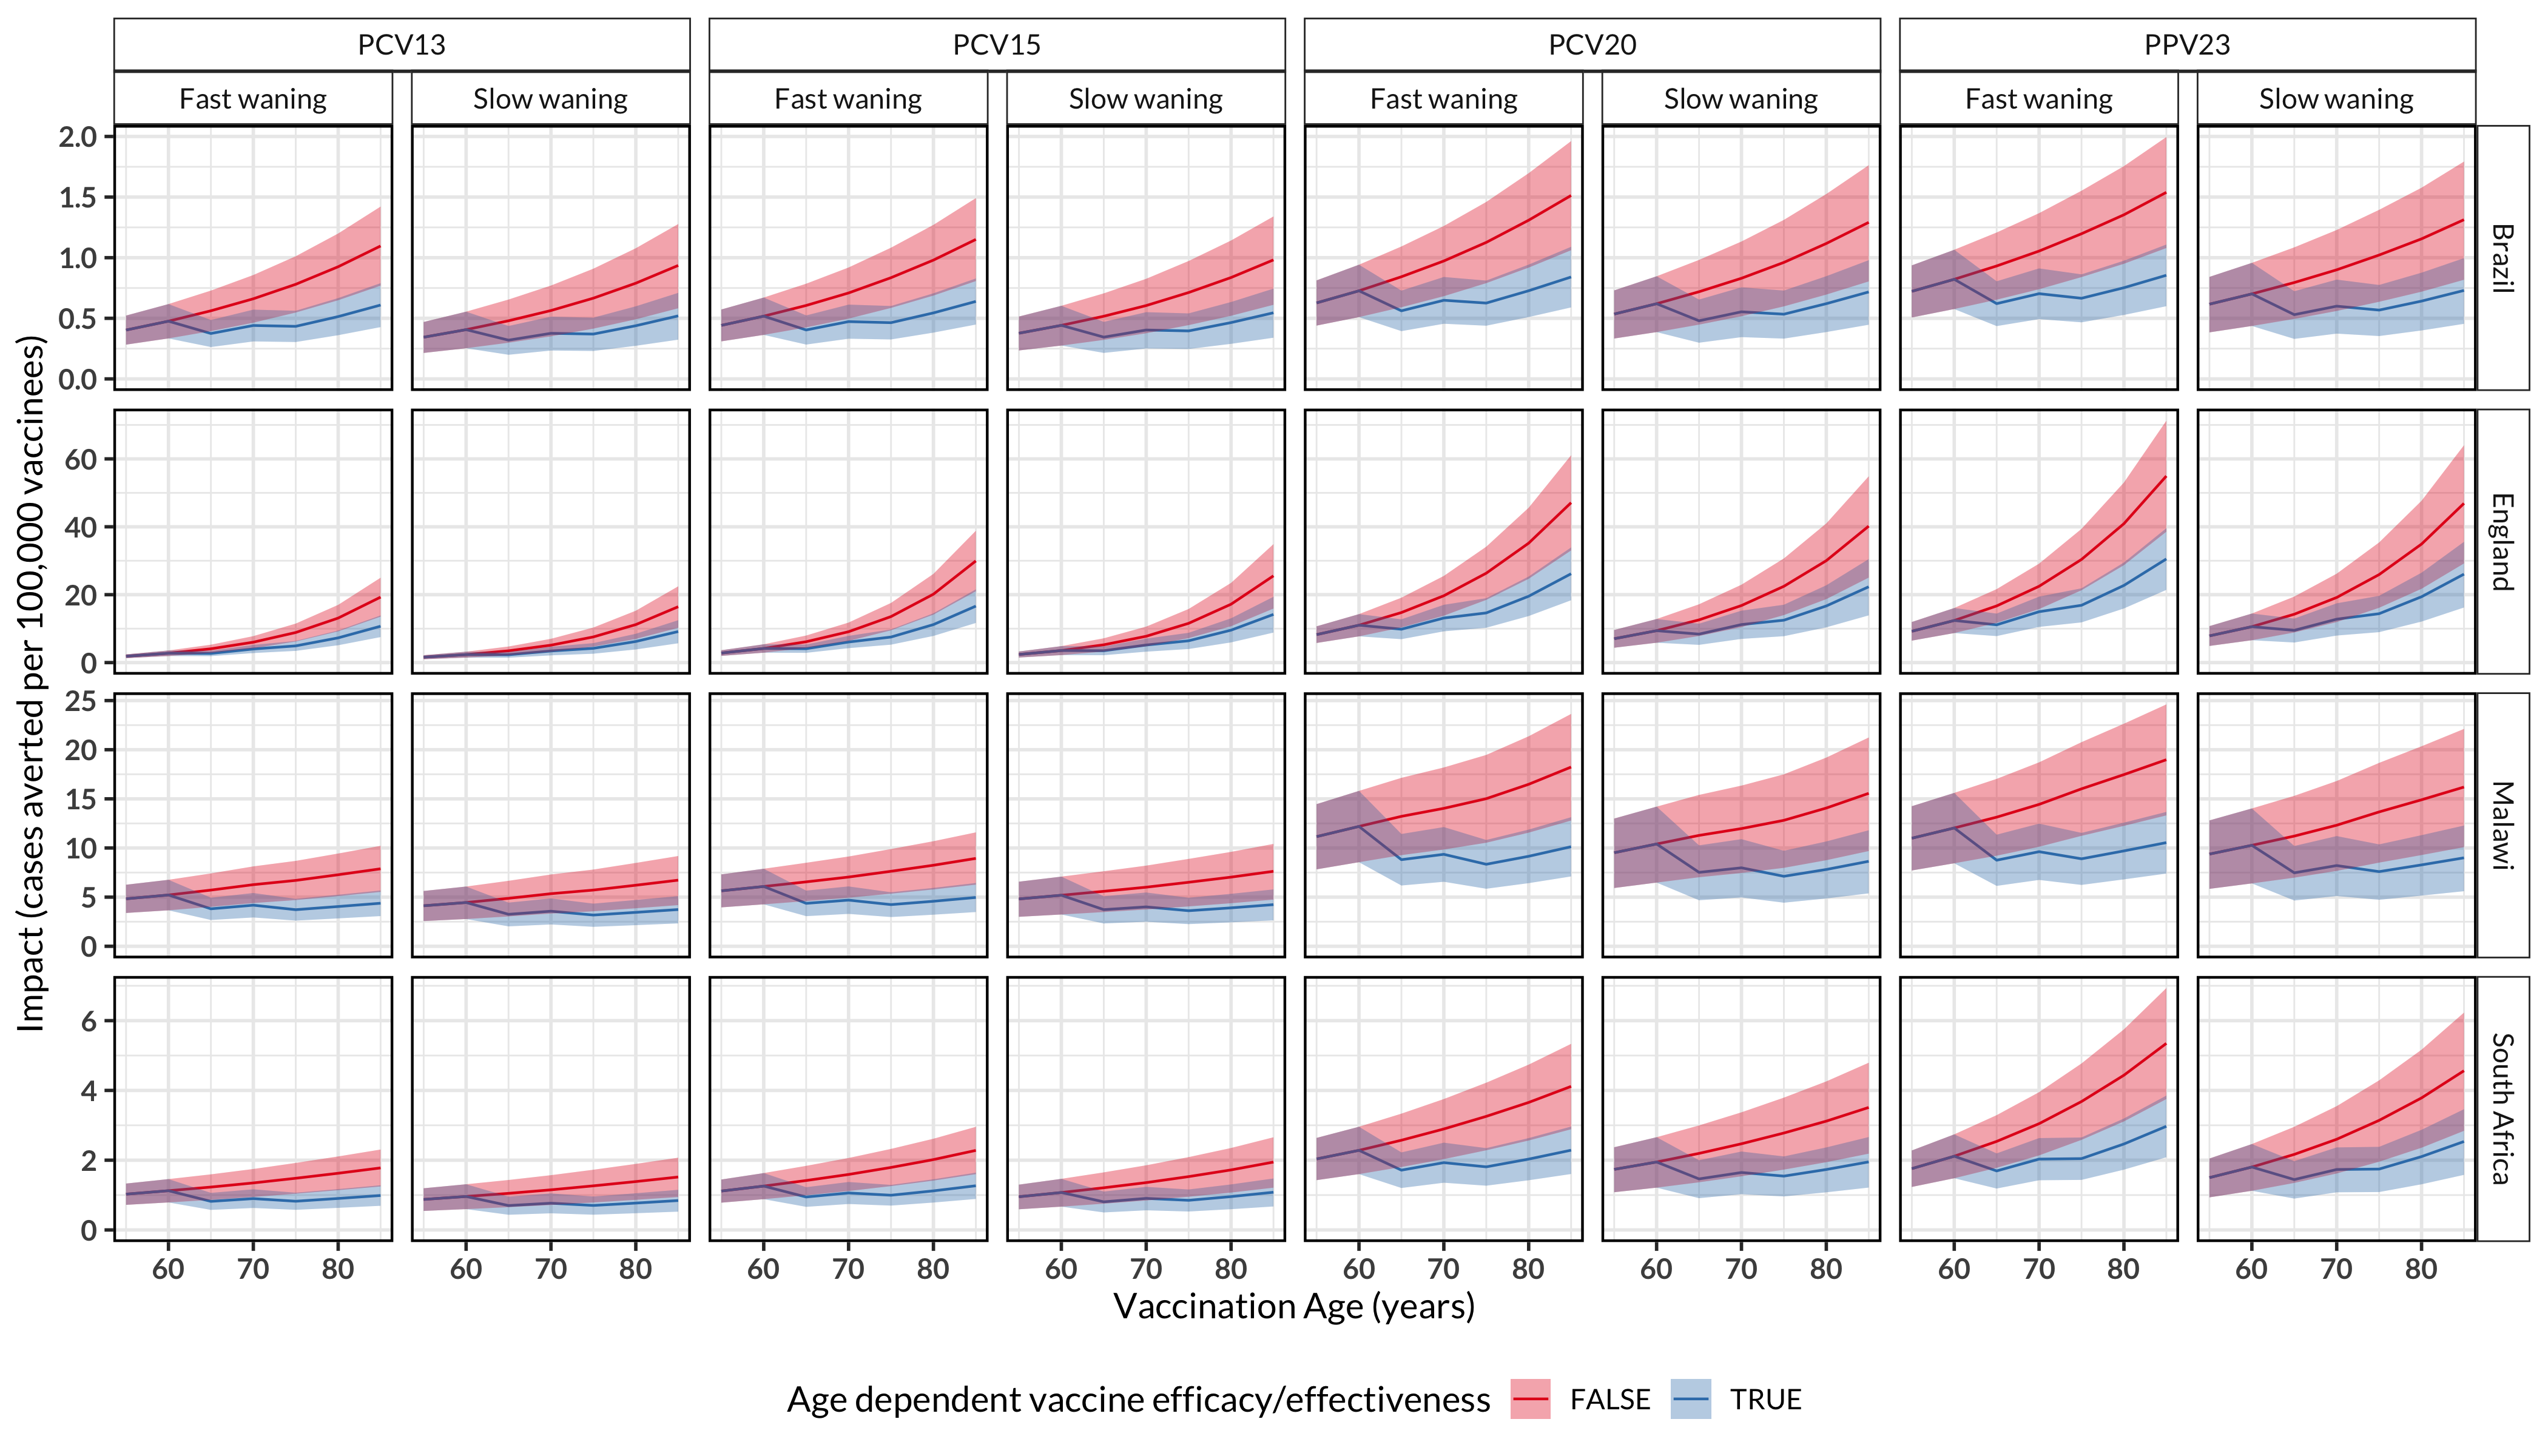 PCV13 PCV15 PCV20 PPV23
Fast waning Slow waning Fast waning Slow waning Fast waning Slow waning Fast waning Slow waning
Impact (cases averted per 100,000 vaccinees)
2.0
1.5
1.0
0.5
0.0
Brazil
60
40
20
0
England
25
20
15
10
5
0
Malawi
6
4
2
0
South Africa
60 70 80 60 70 80 60 70 80 60 70 80 60 70 80 60 70 80 60 70 80 60 70 80
Vaccination Age (years)
Age dependent vaccine efficacy/effectiveness FALSE TRUE